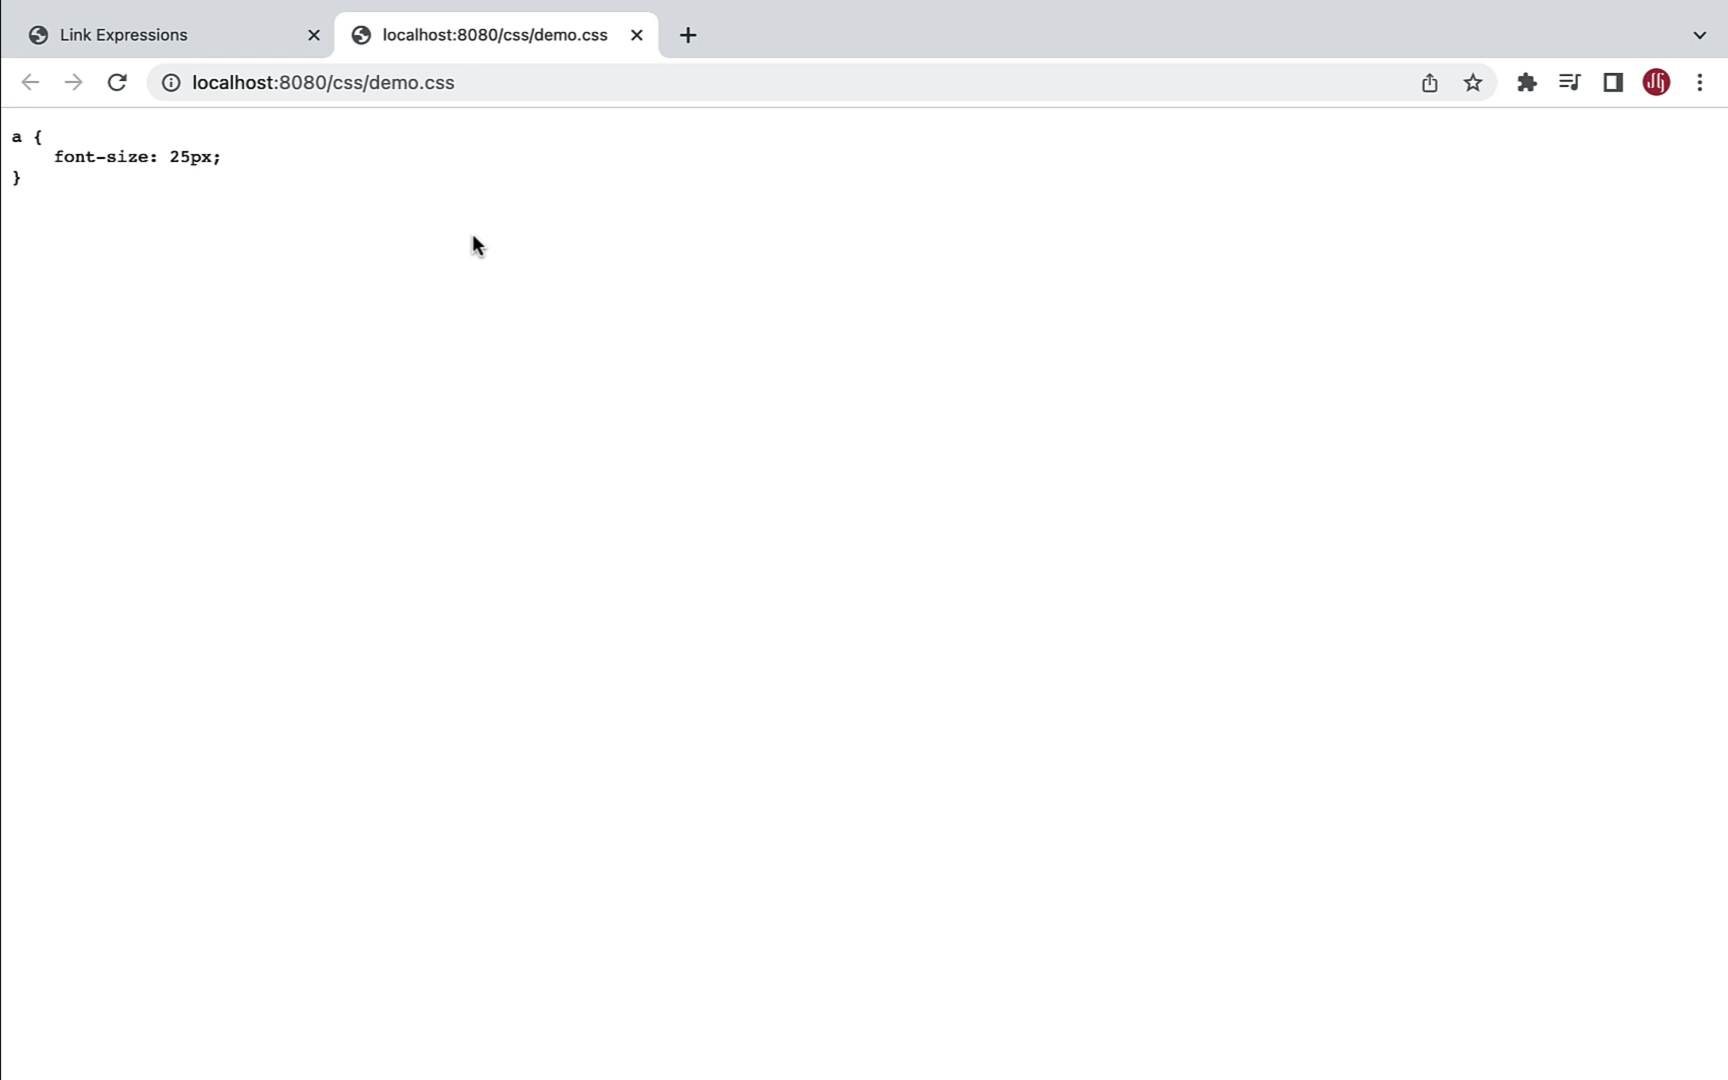 Link Expressions
localhost:8080/css/demo.css
localhost:8080/css/demo.css
a {
    font-size: 25px;
}